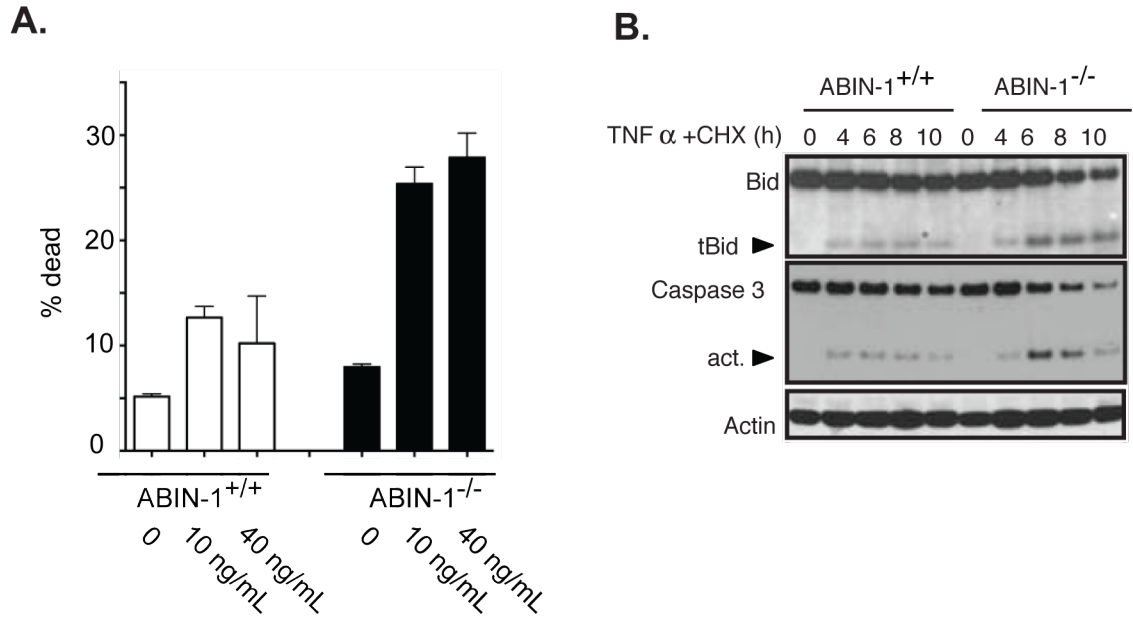 A.
30
20
10
0
% dead
ABIN-1+/+
ABIN-1-/-
0
10 ng/mL
40 ng/mL
0
10 ng/mL
40 ng/mL
B.
ABIN-1+/+ ABIN-1-/-
TNF α +CHX (h) 0 4 6 8 10 0 4 6 8 10
Bid
tBid
Caspase 3
act.
Actin